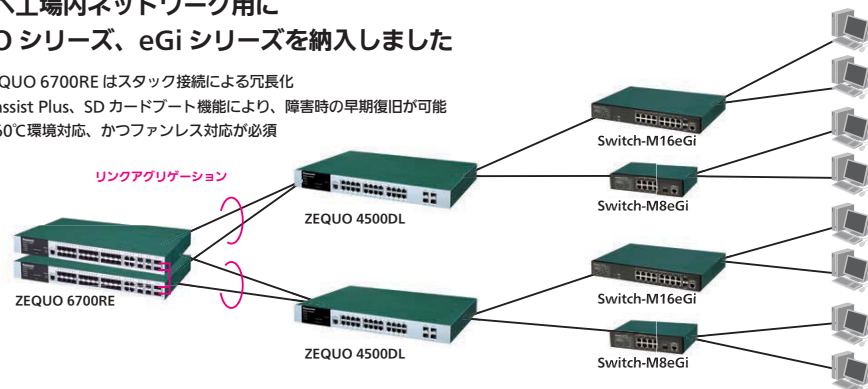 工場内ネットワーク用に
シリーズ、eGi シリーズを納入しました
QUO 6700RE はスタック接続による冗長化
ssist Plus、SD カードブート機能により、障害時の早期復旧が可能
0℃環境対応、かつファンレス対応が必須
リンクアグリゲーション
Switch-M16eGi
Switch-M8eGi
ZEQUO 4500DL
ZEQUO 6700RE
Switch-M16eGi
ZEQUO 4500DL
Switch-M8eGi